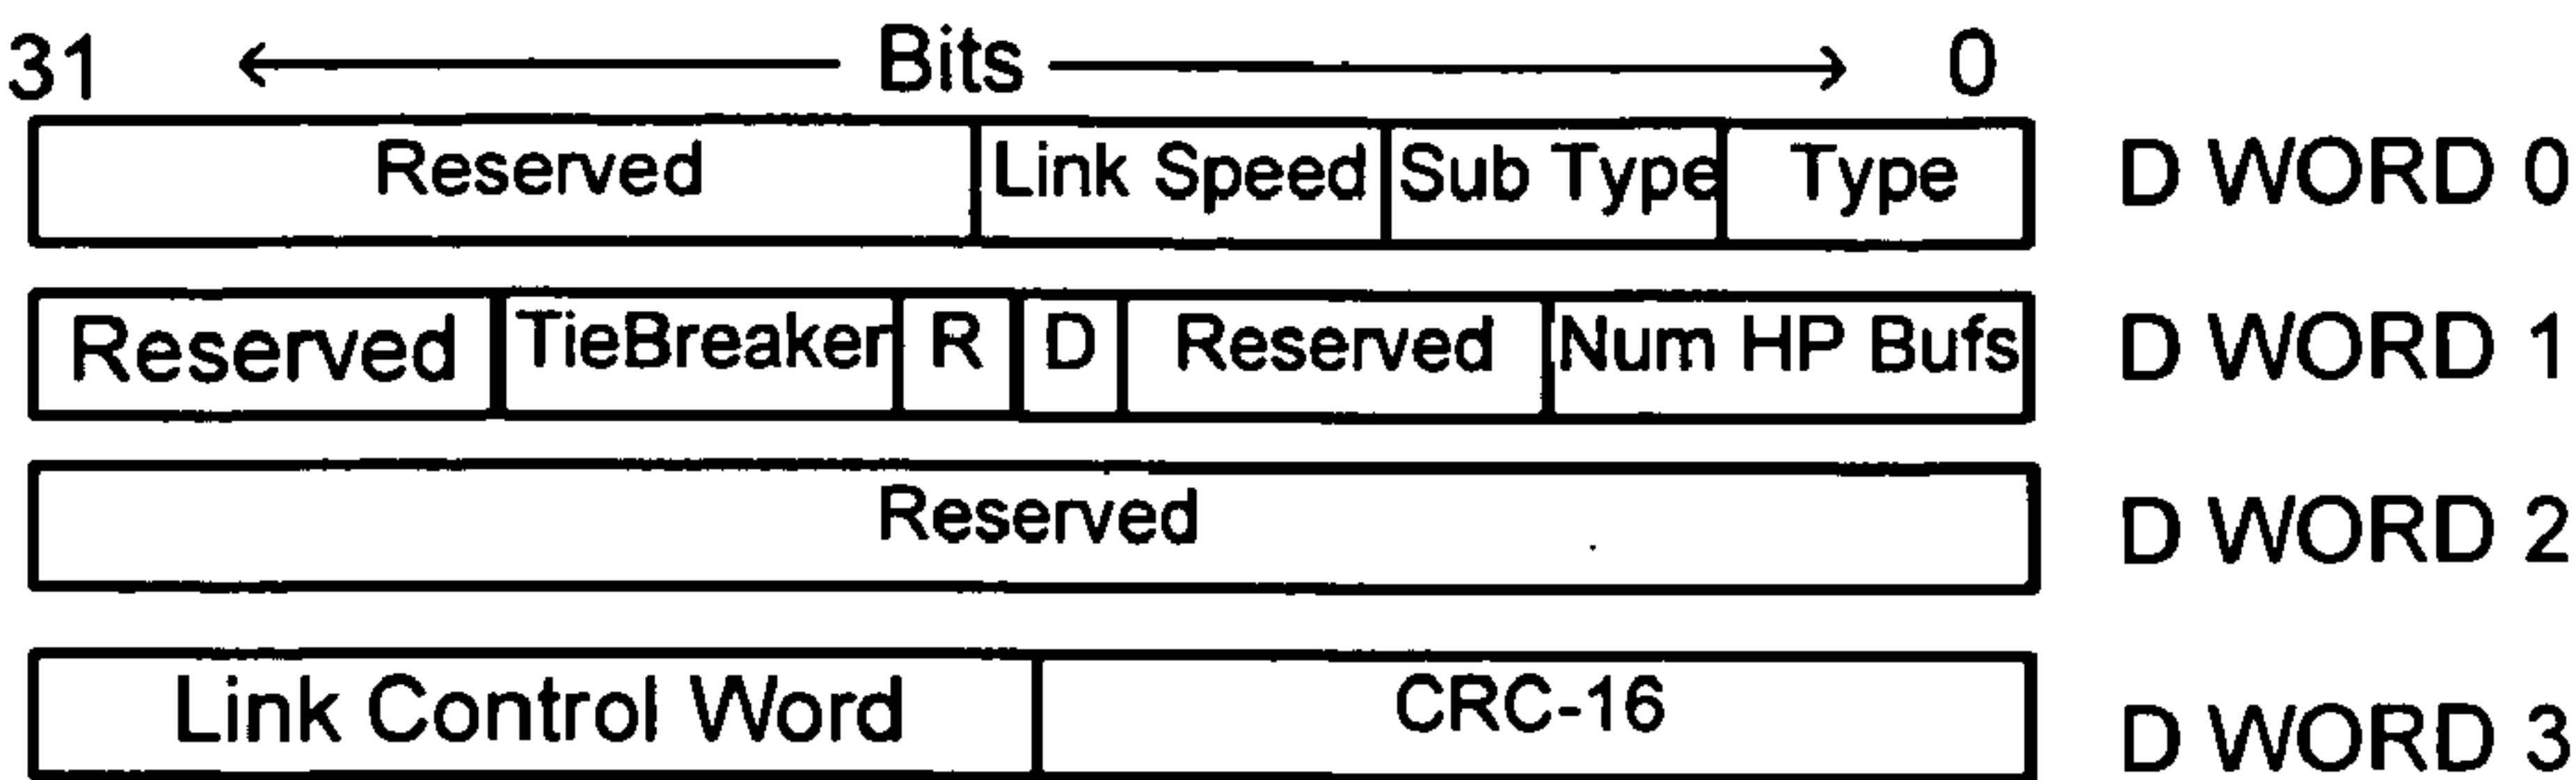 31 Bits 0
Reserved Link Speed Sub Type Type D WORD 0
Reserved TieBreaker R D Reserved Num HP Bufs D WORD 1
Reserved D WORD 2
Link Control Word CRC-16 D WORD 3